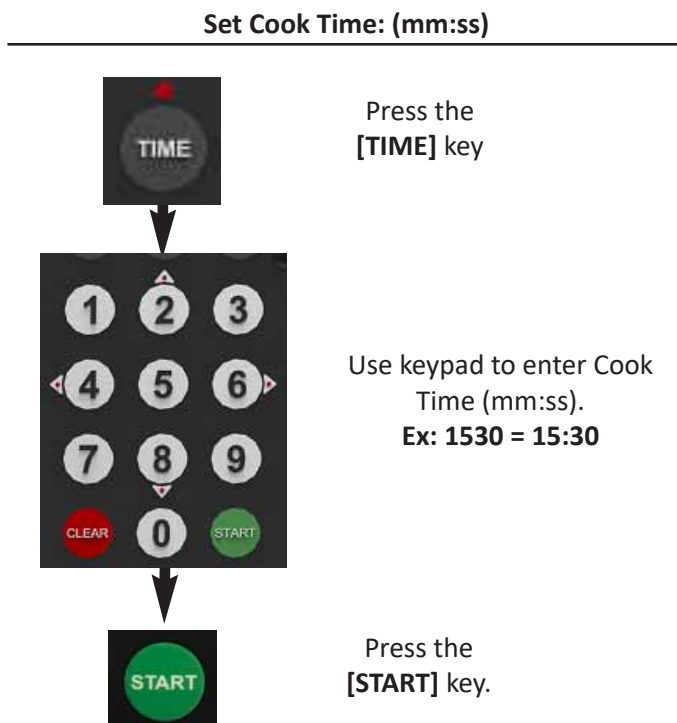 Set Cook Time: (mm:ss)
TIME
Press the
[TIME] key
1 2 3
4 5 6
7 8 9
CLEAR 0 START
Use keypad to enter Cook
Time (mm:ss).
Ex: 1530 = 15:30
START
Press the
[START] key.